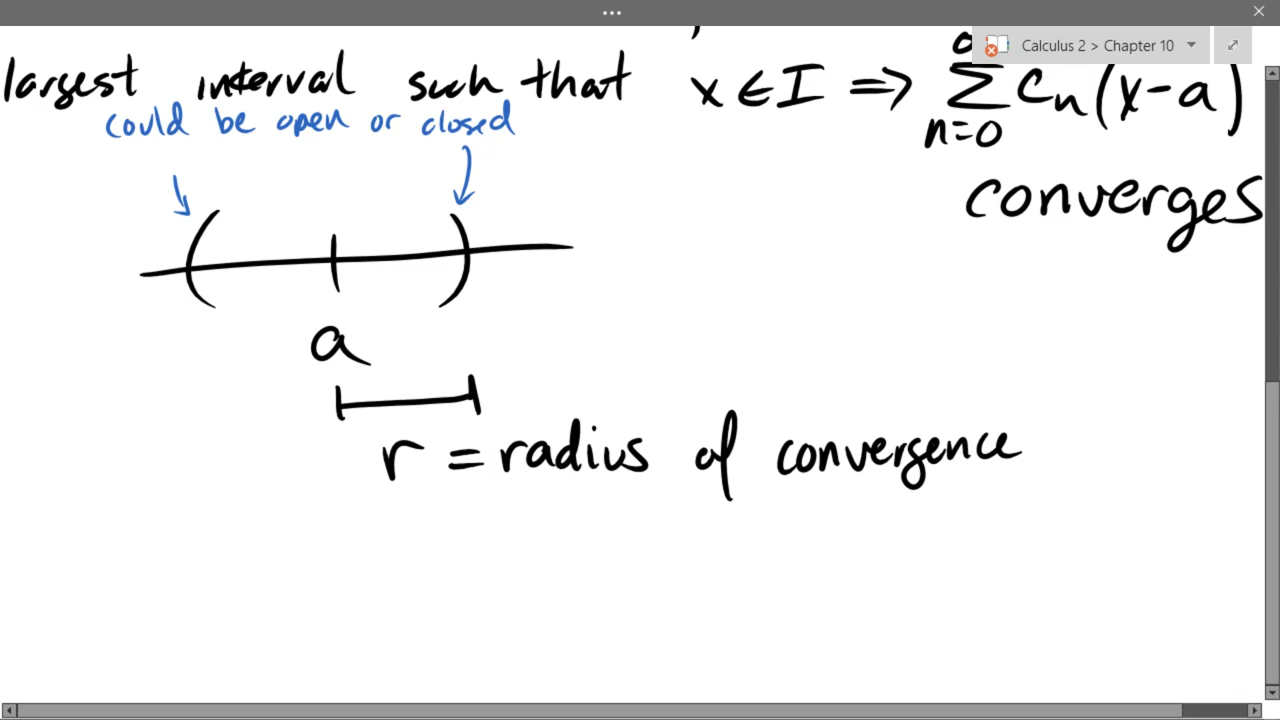 Calculus 2 > Chapter 10
largest interval such that x ∈ I ⇒ ∑ cₙ(x-a)
n=0
could be open or closed
converges
a
r = radius of convergence